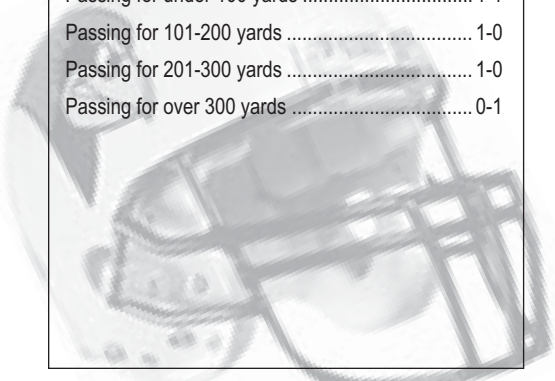 Passing for 101-200 yards .................................... 1-0
Passing for 201-300 yards .................................... 1-0
Passing for over 300 yards ................................... 0-1